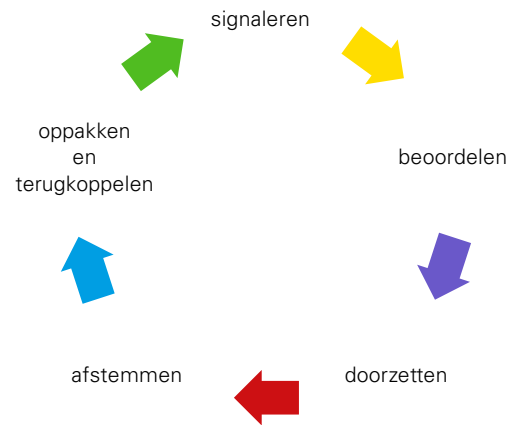 signaleren
beoordelen
doorzetten
afstemmen
oppakken
en
terugkoppelen